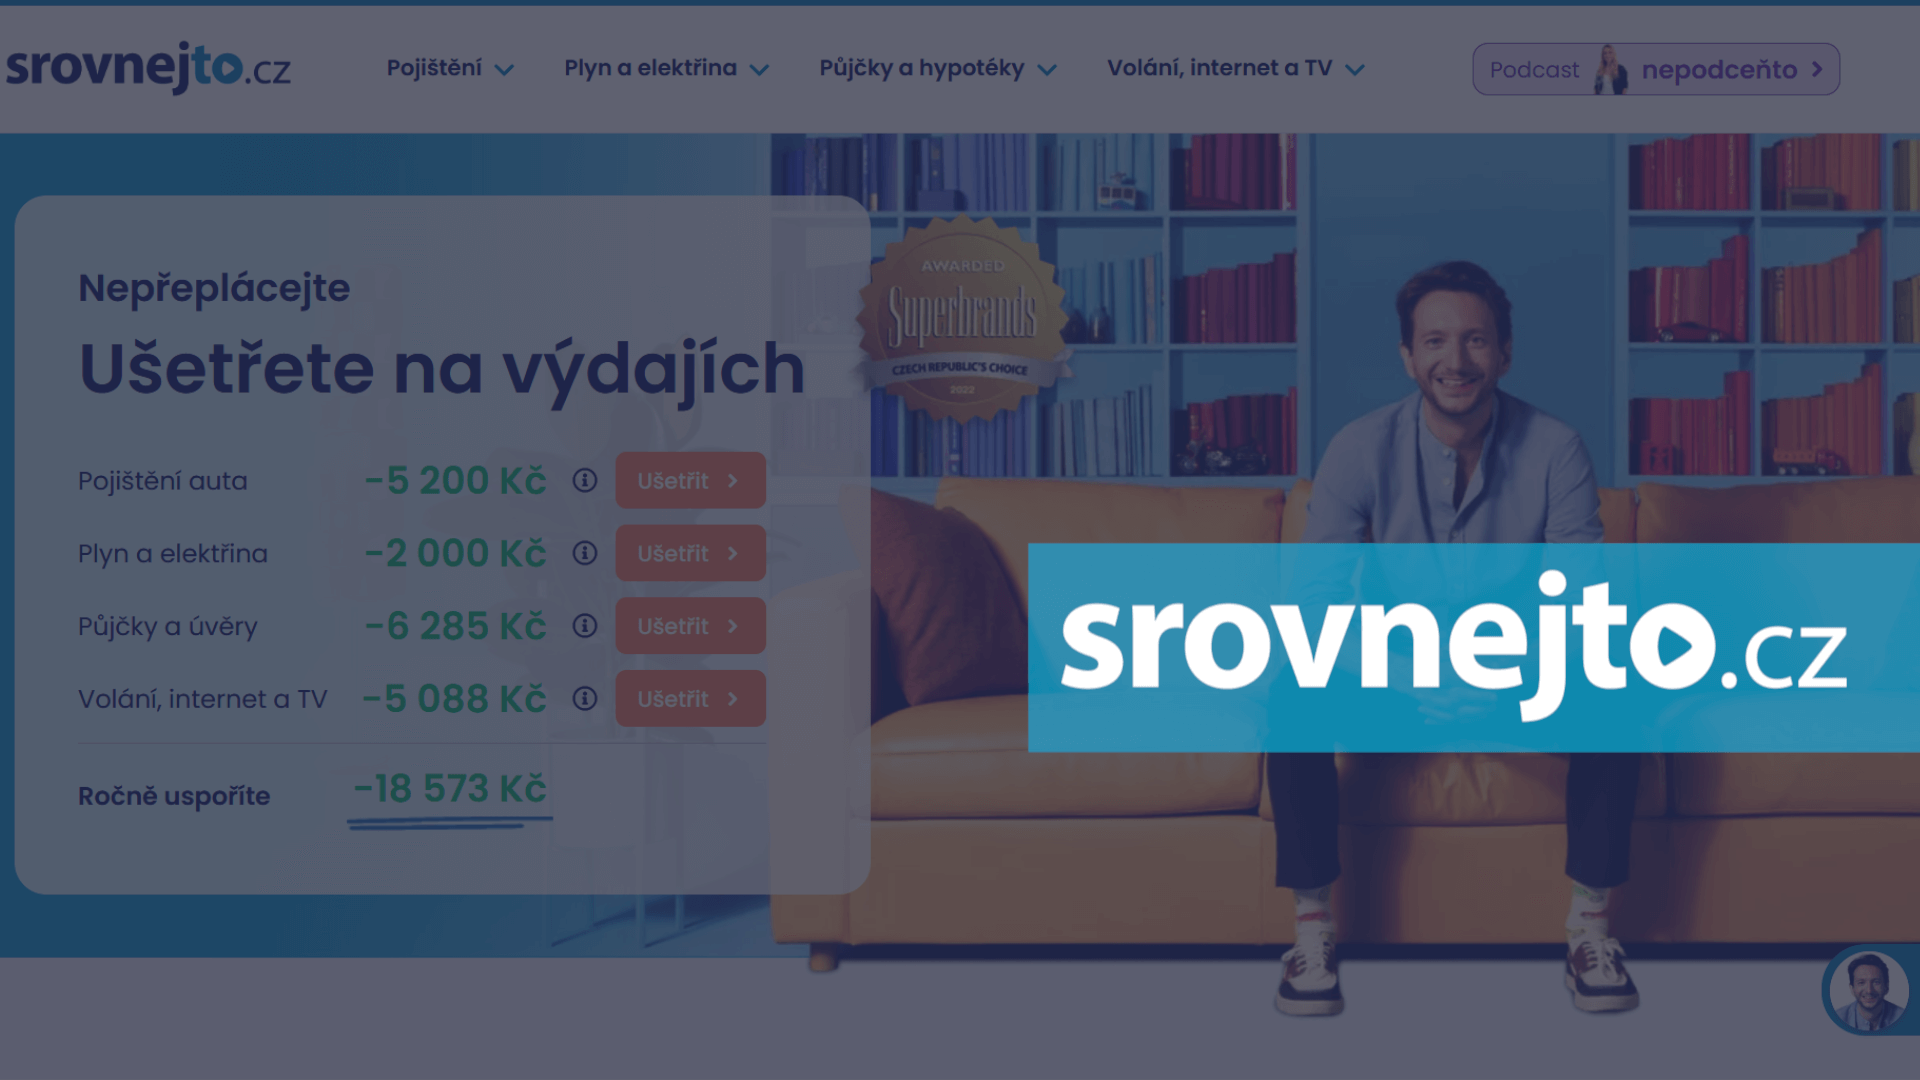 srovnejto.cz
Pojištění
Plyn a elektřina
Půjčky a hypotéky
Volání, internet a TV
Podcast nepodceňto
Nepřeplácejte
Ušetřete na výdajích
Pojištění auta -5 200 Kč Ušetřit
Plyn a elektřina -2 000 Kč Ušetřit
Půjčky a úvěry -6 285 Kč Ušetřit
Volání, internet a TV -5 088 Kč Ušetřit
Ročně uspoříte -18 573 Kč
AWARDED
Superbrands
CZECH REPUBLIC'S CHOICE
2022
srovnejto.cz